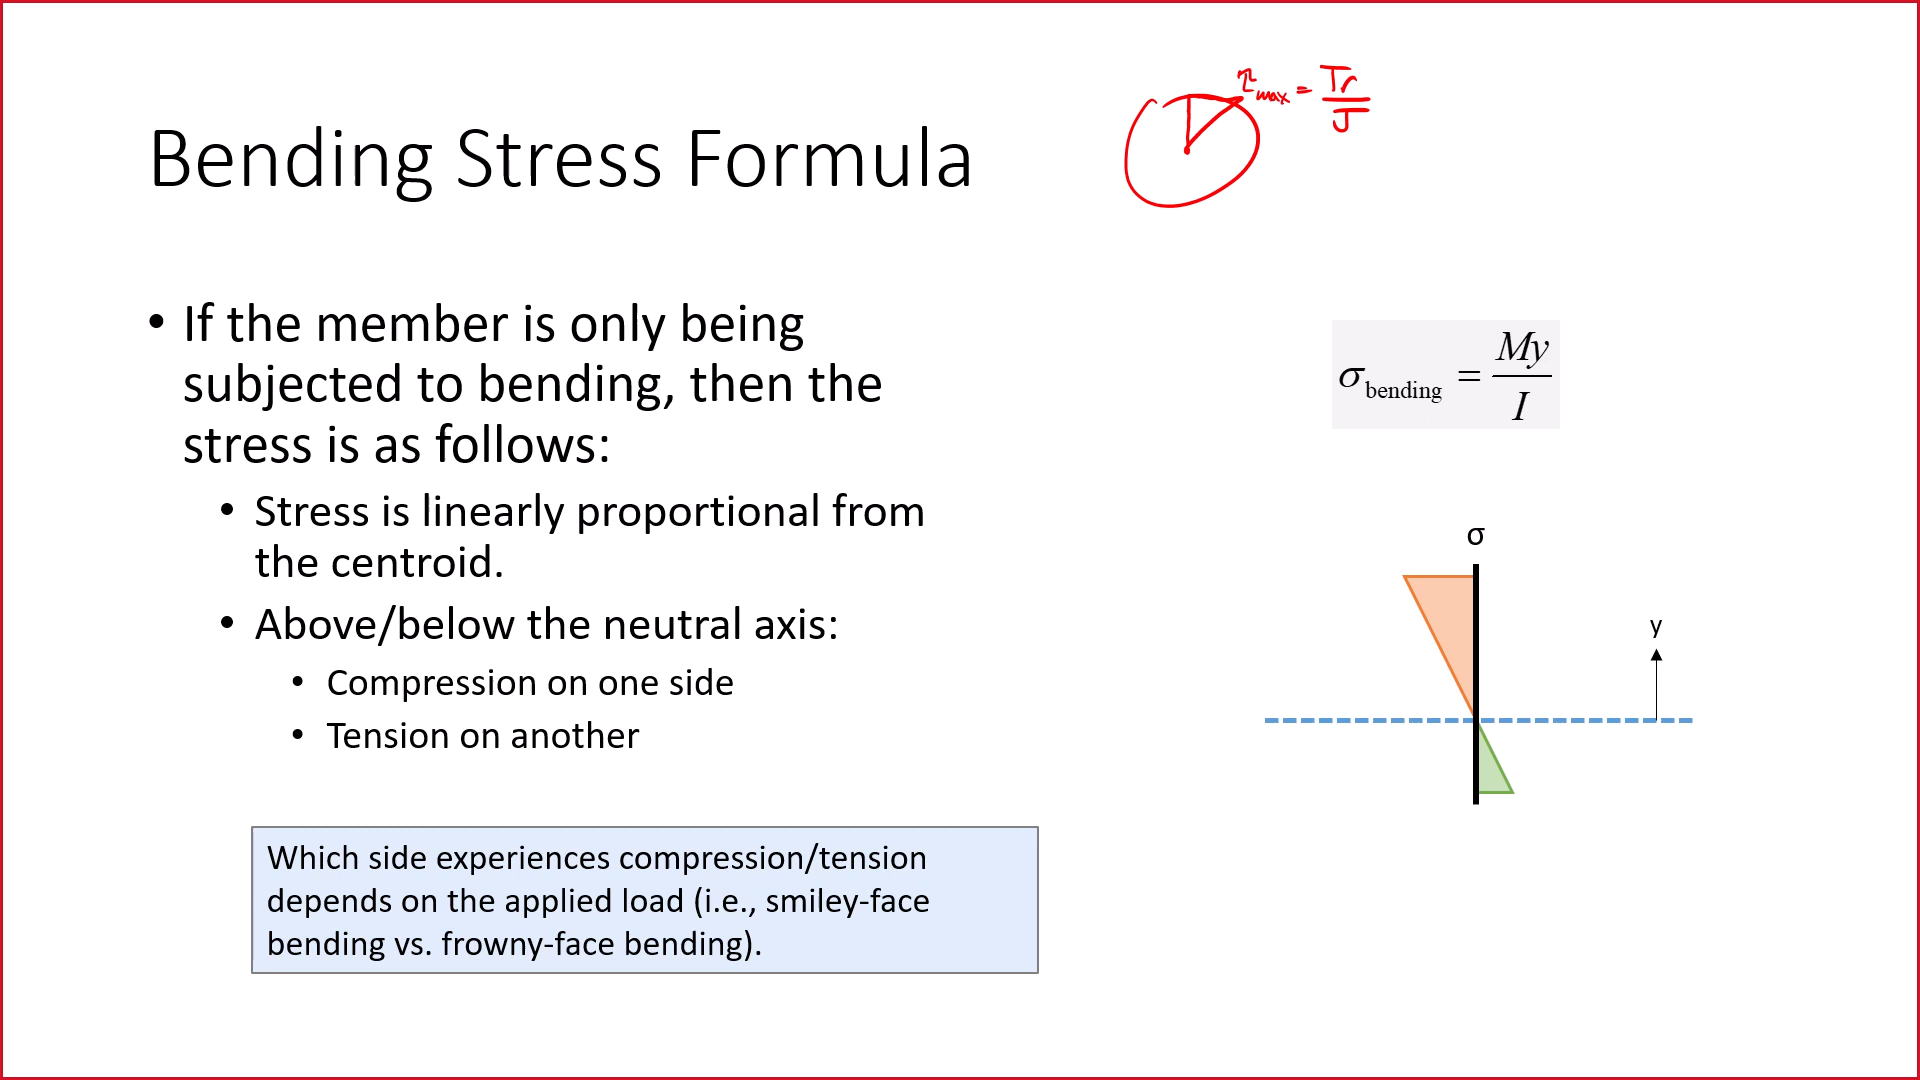 Bending Stress Formula
τmax = Tr/J
• If the member is only being
subjected to bending, then the
stress is as follows:
• Stress is linearly proportional from
the centroid.
• Above/below the neutral axis:
• Compression on one side
• Tension on another
Which side experiences compression/tension
depends on the applied load (i.e., smiley-face
bending vs. frowny-face bending).
σbending = My/I
σ
y